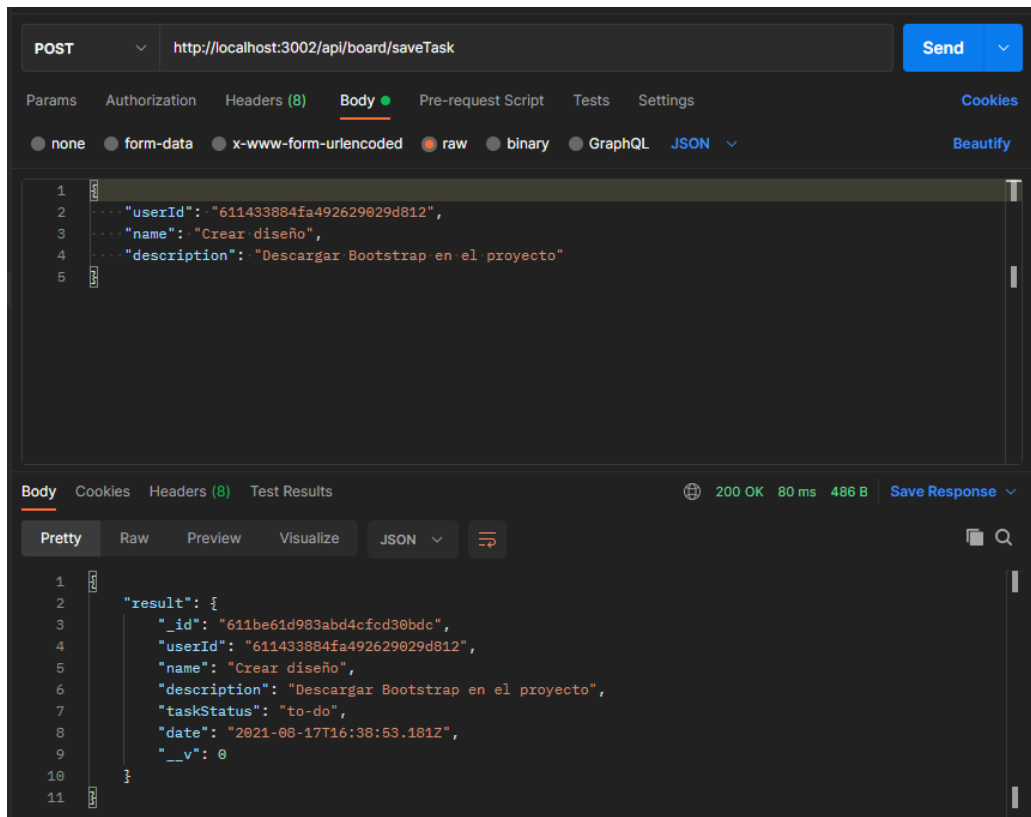 POST http://localhost:3002/api/board/saveTask Send
Params Authorization Headers (8) Body Pre-request Script Tests Settings Cookies
none form-data x-www-form-urlencoded raw binary GraphQL JSON Beautify
1 {
2 ····"userId":·"611433884fa492629029d812",
3 ····"name":·"Crear·diseño",
4 ····"description":·"Descargar·Bootstrap·en·el·proyecto"
5 }
Body Cookies Headers (8) Test Results 200 OK 80 ms 486 B Save Response
Pretty Raw Preview Visualize JSON
1 {
2 "result": {
3 "_id": "611be61d983abd4cfcd30bdc",
4 "userId": "611433884fa492629029d812",
5 "name": "Crear diseño",
6 "description": "Descargar Bootstrap en el proyecto",
7 "taskStatus": "to-do",
8 "date": "2021-08-17T16:38:53.181Z",
9 "__v": 0
10 }
11 }